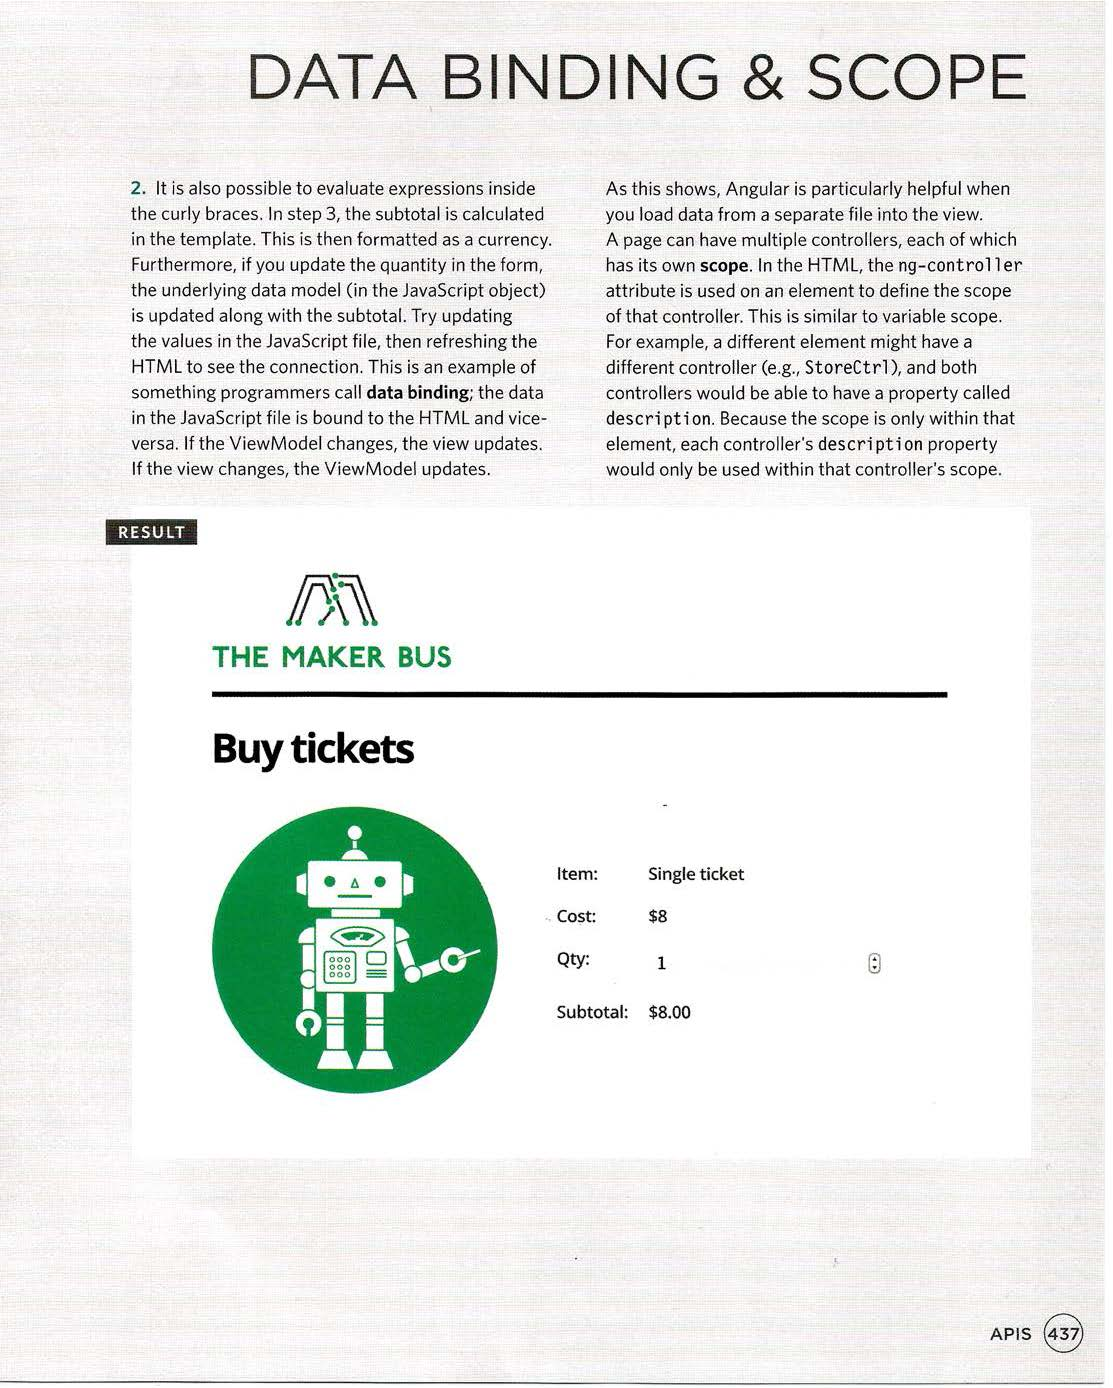 DATA BINDING & SCOPE
2. It is also possible to evaluate expressions inside
the curly braces. In step 3, the subtotal is calculated
in the template. This is then formatted as a currency.
Furthermore, if you update the quantity in the form,
the underlying data model (in the JavaScript object)
is updated along with the subtotal. Try updating
the values in the JavaScript file, then refreshing the
HTML to see the connection. This is an example of
something programmers call data binding; the data
in the JavaScript file is bound to the HTML and vice-
versa. If the ViewModel changes, the view updates.
If the view changes, the ViewModel updates.
As this shows, Angular is particularly helpful when
you load data from a separate file into the view.
A page can have multiple controllers, each of which
has its own scope. In the HTML, the ng-controller
attribute is used on an element to define the scope
of that controller. This is similar to variable scope.
For example, a different element might have a
different controller (e.g., StoreCtrl), and both
controllers would be able to have a property called
description. Because the scope is only within that
element, each controller's description property
would only be used within that controller's scope.
RESULT
THE MAKER BUS
Buy tickets
Item: Single ticket
Cost: $8
Qty: 1
Subtotal: $8.00
APIS 437